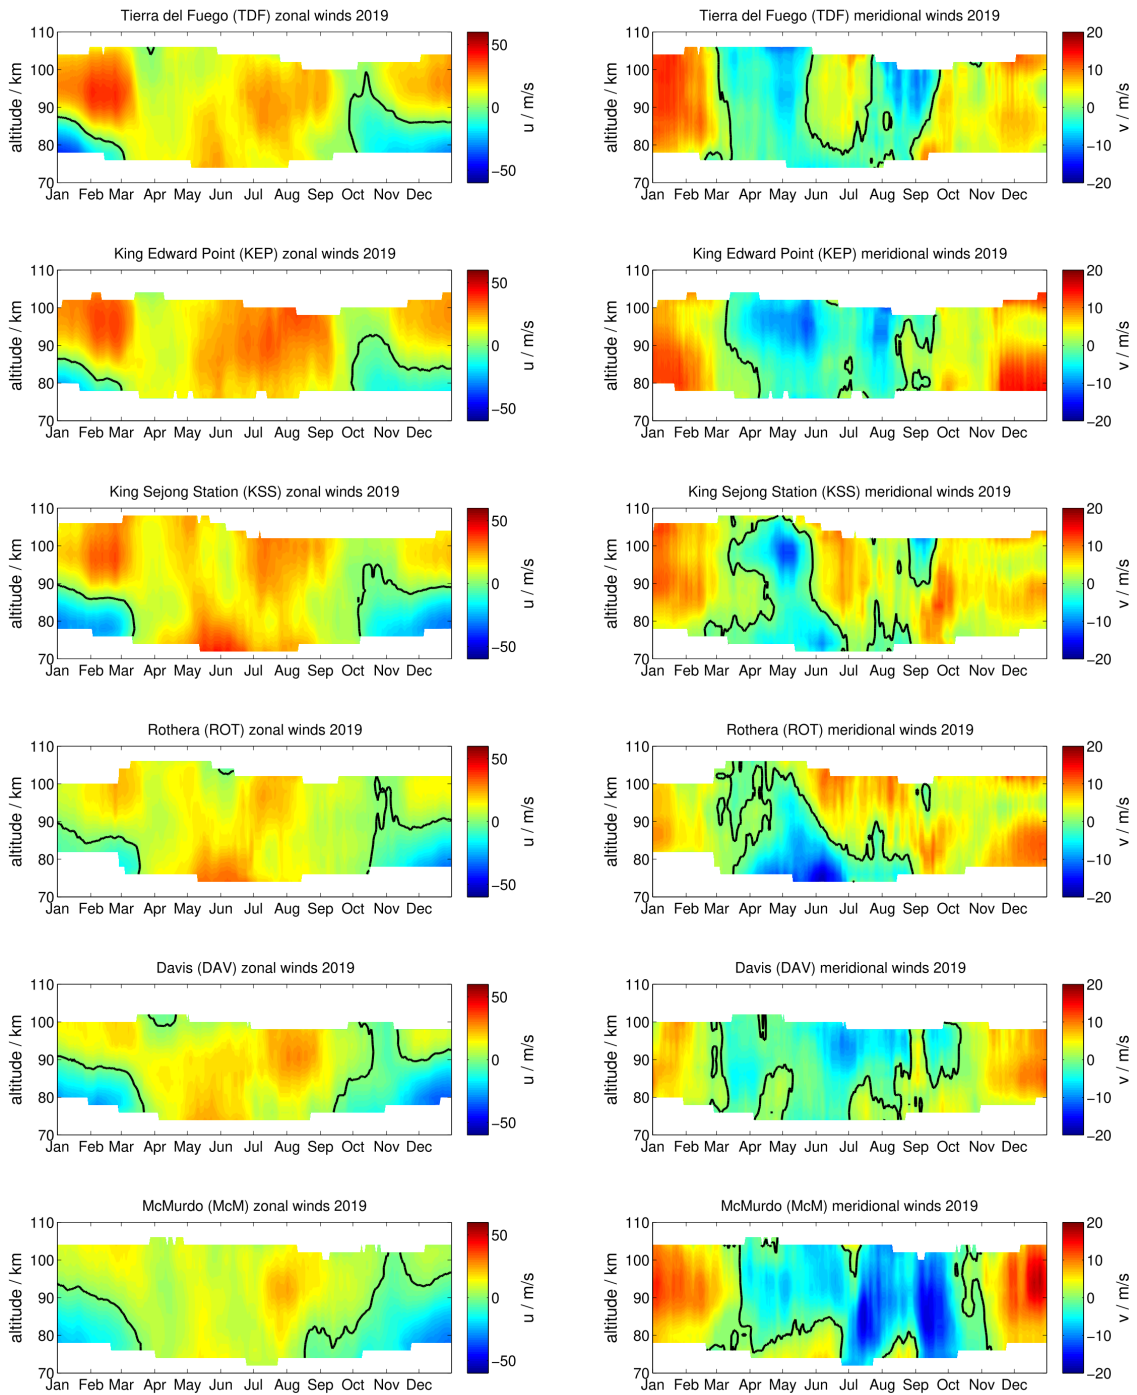 Tierra del Fuego (TDF) zonal winds 2019
110
100
90
80
70
altitude / km
Jan Feb Mar Apr May Jun Jul Aug Sep Oct Nov Dec
50
0
−50
u / m/s
Tierra del Fuego (TDF) meridional winds 2019
110
100
90
80
70
altitude / km
Jan Feb Mar Apr May Jun Jul Aug Sep Oct Nov Dec
20
10
0
−10
−20
v / m/s
King Edward Point (KEP) zonal winds 2019
110
100
90
80
70
altitude / km
Jan Feb Mar Apr May Jun Jul Aug Sep Oct Nov Dec
50
0
−50
u / m/s
King Edward Point (KEP) meridional winds 2019
110
100
90
80
70
altitude / km
Jan Feb Mar Apr May Jun Jul Aug Sep Oct Nov Dec
20
10
0
−10
−20
v / m/s
King Sejong Station (KSS) zonal winds 2019
110
100
90
80
70
altitude / km
Jan Feb Mar Apr May Jun Jul Aug Sep Oct Nov Dec
50
0
−50
u / m/s
King Sejong Station (KSS) meridional winds 2019
110
100
90
80
70
altitude / km
Jan Feb Mar Apr May Jun Jul Aug Sep Oct Nov Dec
20
10
0
−10
−20
v / m/s
Rothera (ROT) zonal winds 2019
110
100
90
80
70
altitude / km
Jan Feb Mar Apr May Jun Jul Aug Sep Oct Nov Dec
50
0
−50
u / m/s
Rothera (ROT) meridional winds 2019
110
100
90
80
70
altitude / km
Jan Feb Mar Apr May Jun Jul Aug Sep Oct Nov Dec
20
10
0
−10
−20
v / m/s
Davis (DAV) zonal winds 2019
110
100
90
80
70
altitude / km
Jan Feb Mar Apr May Jun Jul Aug Sep Oct Nov Dec
50
0
−50
u / m/s
Davis (DAV) meridional winds 2019
110
100
90
80
70
altitude / km
Jan Feb Mar Apr May Jun Jul Aug Sep Oct Nov Dec
20
10
0
−10
−20
v / m/s
McMurdo (McM) zonal winds 2019
110
100
90
80
70
altitude / km
Jan Feb Mar Apr May Jun Jul Aug Sep Oct Nov Dec
50
0
−50
u / m/s
McMurdo (McM) meridional winds 2019
110
100
90
80
70
altitude / km
Jan Feb Mar Apr May Jun Jul Aug Sep Oct Nov Dec
20
10
0
−10
−20
v / m/s